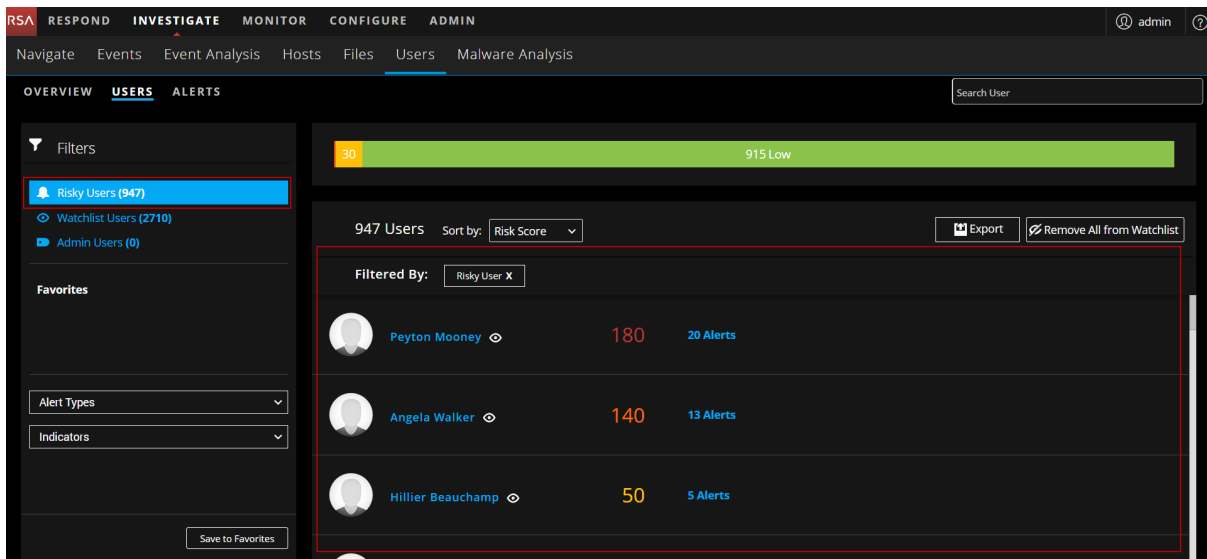 RSA RESPOND INVESTIGATE MONITOR CONFIGURE ADMIN admin ?
Navigate Events Event Analysis Hosts Files Users Malware Analysis
OVERVIEW USERS ALERTS Search User
Filters
Risky Users (947)
Watchlist Users (2710)
Admin Users (0)
Favorites
Alert Types
Indicators
Save to Favorites
30 915 Low
947 Users Sort by: Risk Score Export Remove All from Watchlist
Filtered By: Risky User X
Peyton Mooney 180 20 Alerts
Angela Walker 140 13 Alerts
Hillier Beauchamp 50 5 Alerts